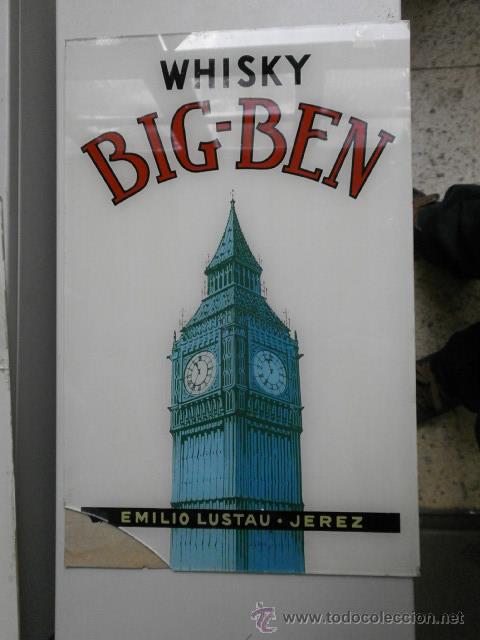 WHISKY
BIG-BEN
EMILIO LUSTAU · JEREZ
www.todocoleccion.net